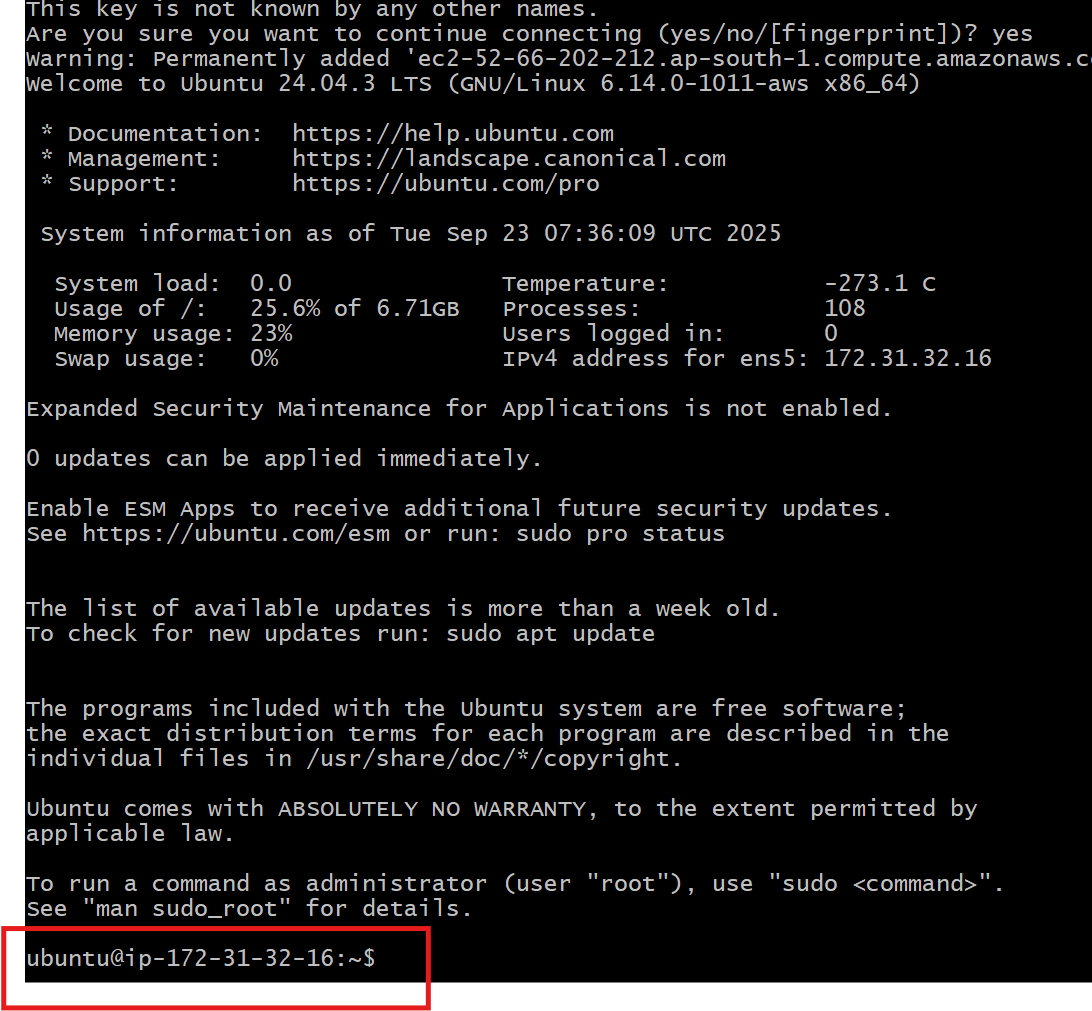 This key is not known by any other names.
Are you sure you want to continue connecting (yes/no/[fingerprint])? yes
Warning: Permanently added 'ec2-52-66-202-212.ap-south-1.compute.amazonaws.c
Welcome to Ubuntu 24.04.3 LTS (GNU/Linux 6.14.0-1011-aws x86_64)
* Documentation: https://help.ubuntu.com
* Management: https://landscape.canonical.com
* Support: https://ubuntu.com/pro
System information as of Tue Sep 23 07:36:09 UTC 2025
System load: 0.0 Temperature: -273.1 C
Usage of /: 25.6% of 6.71GB Processes: 108
Memory usage: 23% Users logged in: 0
Swap usage: 0% IPv4 address for ens5: 172.31.32.16
Expanded Security Maintenance for Applications is not enabled.
0 updates can be applied immediately.
Enable ESM Apps to receive additional future security updates.
See https://ubuntu.com/esm or run: sudo pro status
The list of available updates is more than a week old.
To check for new updates run: sudo apt update
The programs included with the Ubuntu system are free software;
the exact distribution terms for each program are described in the
individual files in /usr/share/doc/*/copyright.
Ubuntu comes with ABSOLUTELY NO WARRANTY, to the extent permitted by
applicable law.
To run a command as administrator (user "root"), use "sudo <command>".
See "man sudo_root" for details.
ubuntu@ip-172-31-32-16:~$